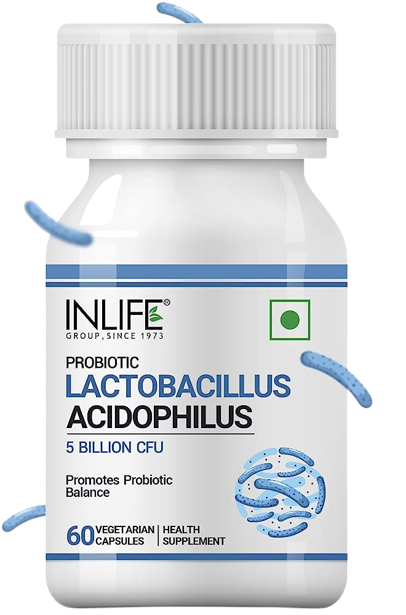 INLIFE®
GROUP, SINCE 1973
PROBIOTIC
LACTOBACILLUS
ACIDOPHILUS
5 BILLION CFU
Promotes Probiotic
Balance
60 VEGETARIAN CAPSULES | HEALTH SUPPLEMENT